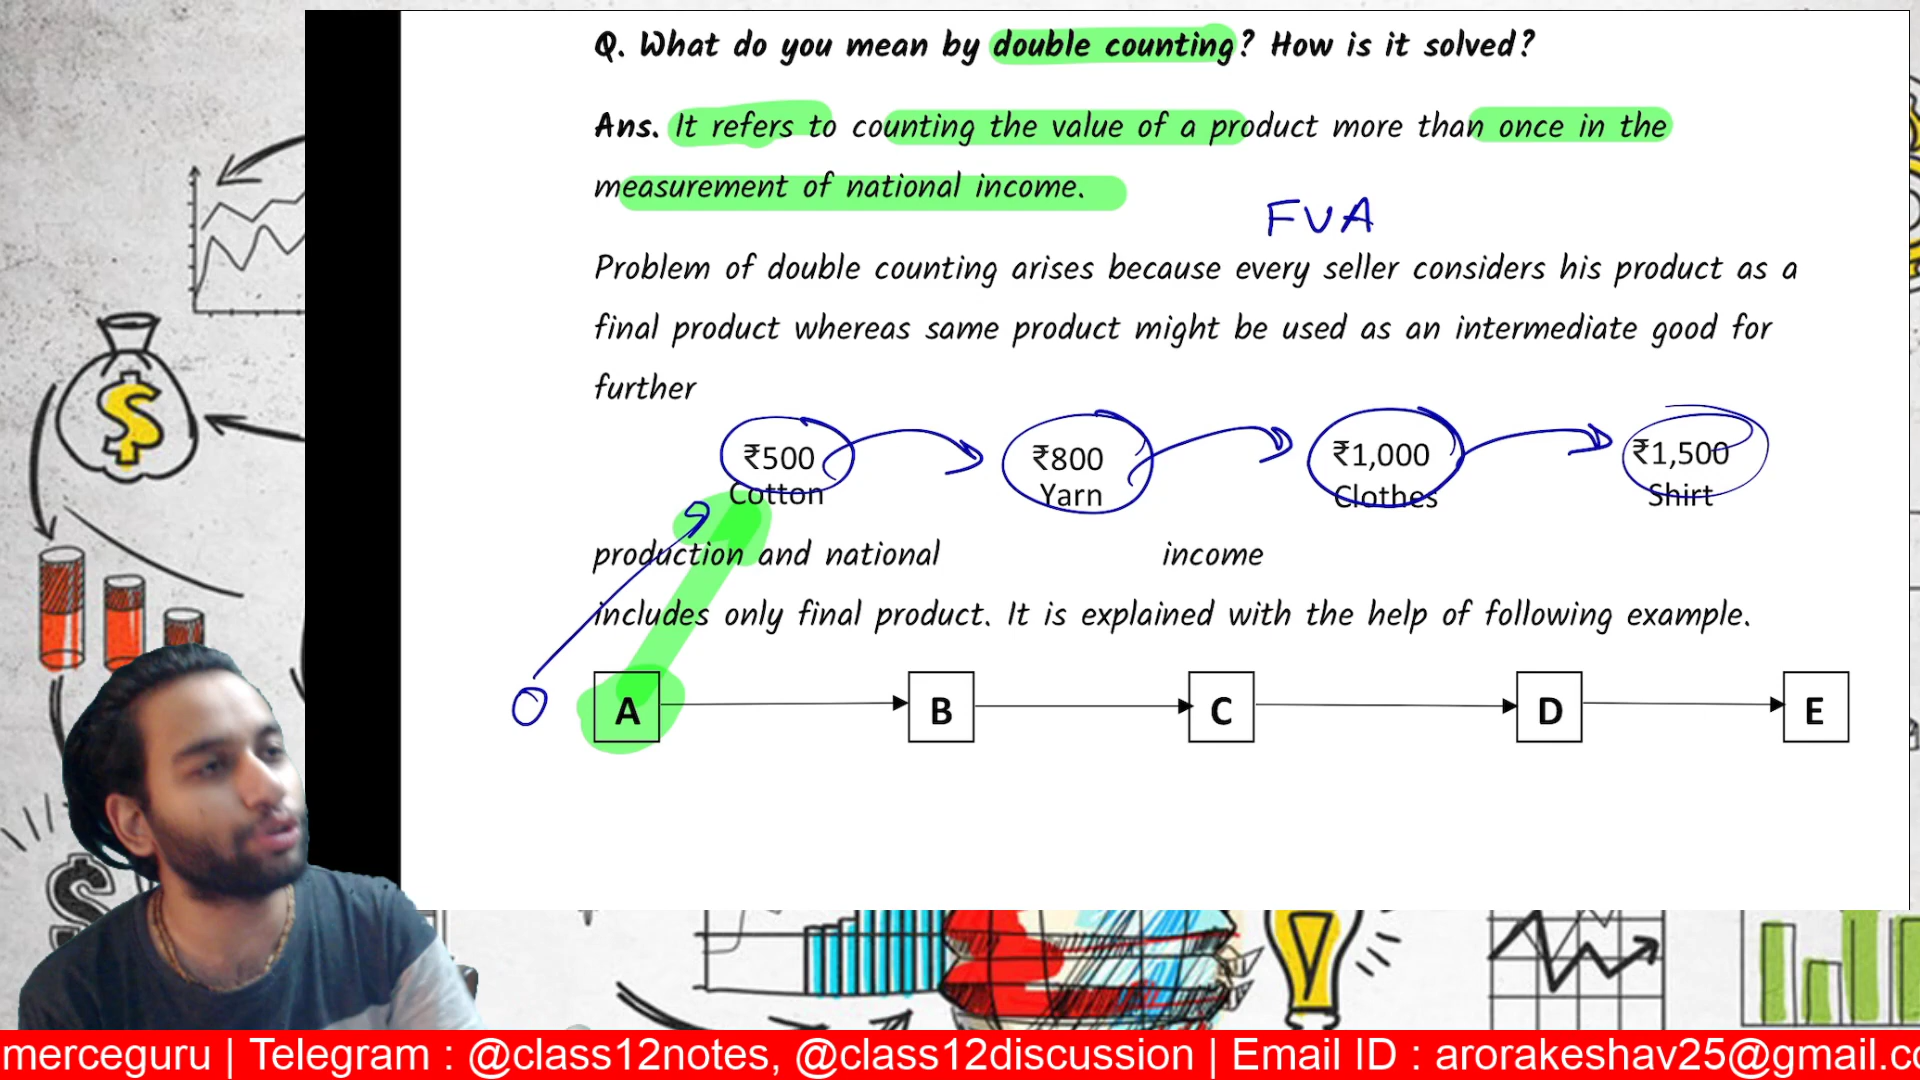 Q. What do you mean by double counting? How is it solved?
Ans. It refers to counting the value of a product more than once in the
measurement of national income.
FVA
Problem of double counting arises because every seller considers his product as a
final product whereas same product might be used as an intermediate good for
further
₹500 ₹800 ₹1,000 ₹1,500
Cotton Yarn Clothes Shirt
production and national income
includes only final product. It is explained with the help of following example.
O A B C D E
merceguru | Telegram : @class12notes, @class12discussion | Email ID : arorakeshav25@gmail.co